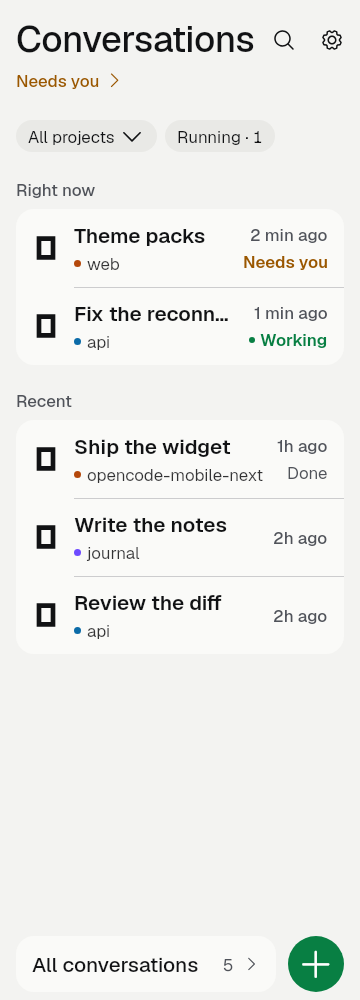 Conversations
Needs you
All projects
Running · 1
Right now
Theme packs
2 min ago
web
Needs you
Fix the reconn...
1 min ago
api
Working
Recent
Ship the widget
1h ago
opencode-mobile-next
Done
Write the notes
2h ago
journal
Review the diff
2h ago
api
All conversations
5